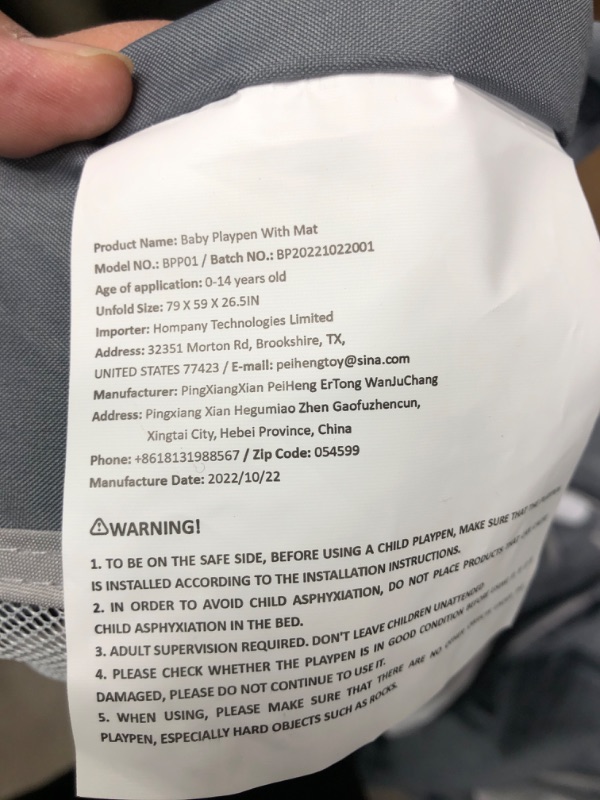 Product Name: Baby Playpen With Mat
Model NO.: BPP01 / Batch NO.: BP20221022001
Age of application: 0-14 years old
Unfold Size: 79 X 59 X 26.5IN
Importer: Hompany Technologies Limited
Address: 32351 Morton Rd, Brookshire, TX,
UNITED STATES 77423 / E-mail: peihengtoy@sina.com
Manufacturer: PingXiangXian PeiHeng ErTong WanJuChang
Address: Pingxiang Xian Hegumiao Zhen Gaofuzhencun,
Xingtai City, Hebei Province, China
Phone: +8618131988567 / Zip Code: 054599
Manufacture Date: 2022/10/22
⚠WARNING!
1. TO BE ON THE SAFE SIDE, BEFORE USING A CHILD PLAYPEN, MAKE SURE THAT THE PLAYPEN
IS INSTALLED ACCORDING TO THE INSTALLATION INSTRUCTIONS.
2. IN ORDER TO AVOID CHILD ASPHYXIATION, DO NOT PLACE PRODUCTS THAT CAN CAUSE
CHILD ASPHYXIATION IN THE BED.
3. ADULT SUPERVISION REQUIRED. DON'T LEAVE CHILDREN UNATTENDED
4. PLEASE CHECK WHETHER THE PLAYPEN IS IN GOOD CONDITION BEFORE
DAMAGED, PLEASE DO NOT CONTINUE TO USE IT.
5. WHEN USING, PLEASE MAKE SURE THAT THERE ARE NO OTHER
PLAYPEN, ESPECIALLY HARD OBJECTS SUCH AS ROCKS.